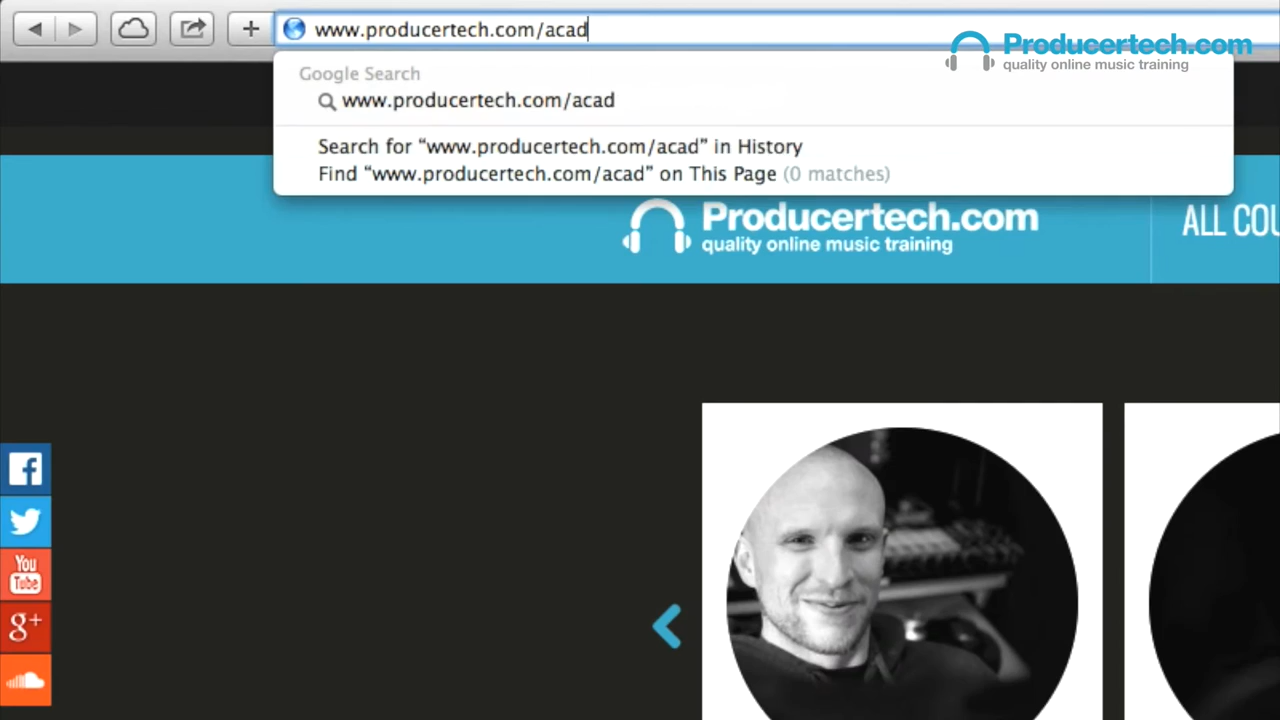 www.producertech.com/acad
Producertech.com
quality online music training
Google Search
www.producertech.com/acad
Search for “www.producertech.com/acad” in History
Find “www.producertech.com/acad” on This Page (0 matches)
Producertech.com
quality online music training
ALL COU
You
Tube
g+